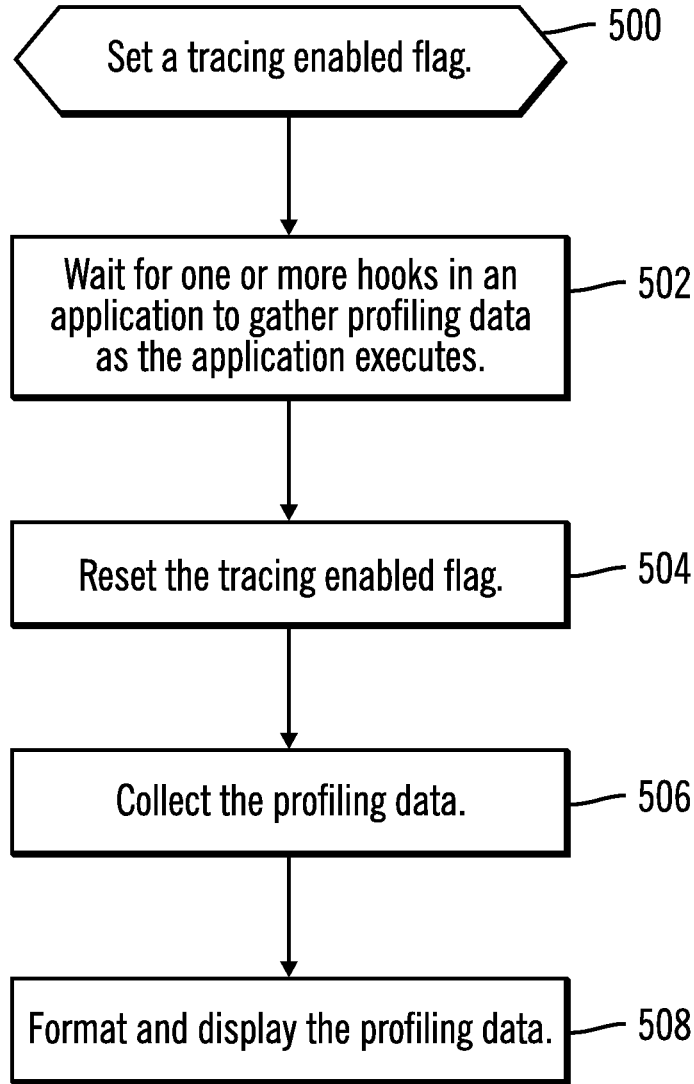 Set a tracing enabled flag.
500
Wait for one or more hooks in an
application to gather profiling data
as the application executes.
502
Reset the tracing enabled flag.
504
Collect the profiling data.
506
Format and display the profiling data.
508